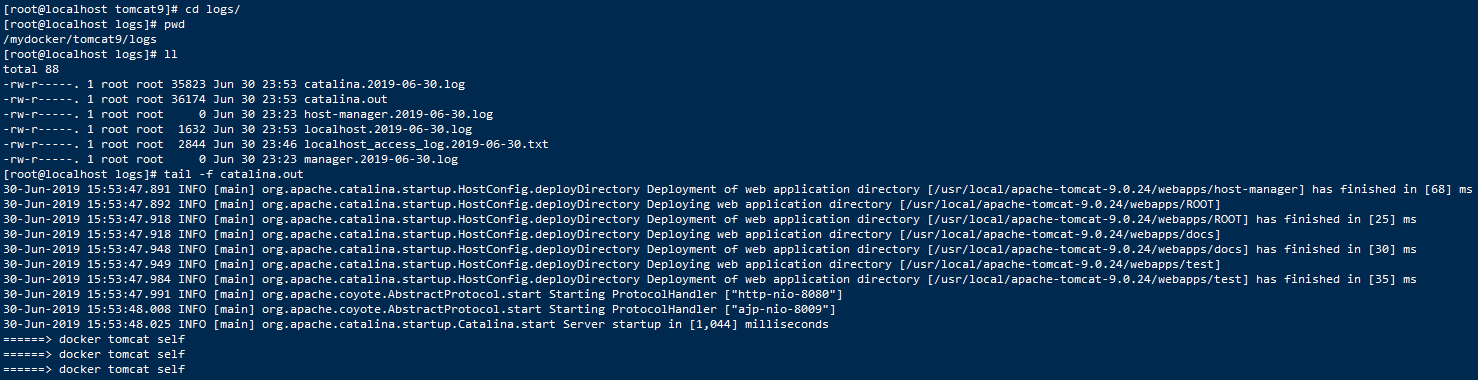 [root@localhost tomcat9]# cd logs/
[root@localhost logs]# pwd
/mydocker/tomcat9/logs
[root@localhost logs]# ll
total 88
-rw-r-----. 1 root root 35823 Jun 30 23:53 catalina.2019-06-30.log
-rw-r-----. 1 root root 36174 Jun 30 23:53 catalina.out
-rw-r-----. 1 root root     0 Jun 30 23:23 host-manager.2019-06-30.log
-rw-r-----. 1 root root  1632 Jun 30 23:53 localhost.2019-06-30.log
-rw-r-----. 1 root root  2844 Jun 30 23:46 localhost_access_log.2019-06-30.txt
-rw-r-----. 1 root root     0 Jun 30 23:23 manager.2019-06-30.log
[root@localhost logs]# tail -f catalina.out
30-Jun-2019 15:53:47.891 INFO [main] org.apache.catalina.startup.HostConfig.deployDirectory Deployment of web application directory [/usr/local/apache-tomcat-9.0.24/webapps/host-manager] has finished in [68] ms
30-Jun-2019 15:53:47.892 INFO [main] org.apache.catalina.startup.HostConfig.deployDirectory Deploying web application directory [/usr/local/apache-tomcat-9.0.24/webapps/ROOT]
30-Jun-2019 15:53:47.918 INFO [main] org.apache.catalina.startup.HostConfig.deployDirectory Deployment of web application directory [/usr/local/apache-tomcat-9.0.24/webapps/ROOT] has finished in [25] ms
30-Jun-2019 15:53:47.918 INFO [main] org.apache.catalina.startup.HostConfig.deployDirectory Deploying web application directory [/usr/local/apache-tomcat-9.0.24/webapps/docs]
30-Jun-2019 15:53:47.948 INFO [main] org.apache.catalina.startup.HostConfig.deployDirectory Deployment of web application directory [/usr/local/apache-tomcat-9.0.24/webapps/docs] has finished in [30] ms
30-Jun-2019 15:53:47.949 INFO [main] org.apache.catalina.startup.HostConfig.deployDirectory Deploying web application directory [/usr/local/apache-tomcat-9.0.24/webapps/test]
30-Jun-2019 15:53:47.984 INFO [main] org.apache.catalina.startup.HostConfig.deployDirectory Deployment of web application directory [/usr/local/apache-tomcat-9.0.24/webapps/test] has finished in [35] ms
30-Jun-2019 15:53:47.991 INFO [main] org.apache.coyote.AbstractProtocol.start Starting ProtocolHandler ["http-nio-8080"]
30-Jun-2019 15:53:48.008 INFO [main] org.apache.coyote.AbstractProtocol.start Starting ProtocolHandler ["ajp-nio-8009"]
30-Jun-2019 15:53:48.025 INFO [main] org.apache.catalina.startup.Catalina.start Server startup in [1,044] milliseconds
======> docker tomcat self
======> docker tomcat self
======> docker tomcat self